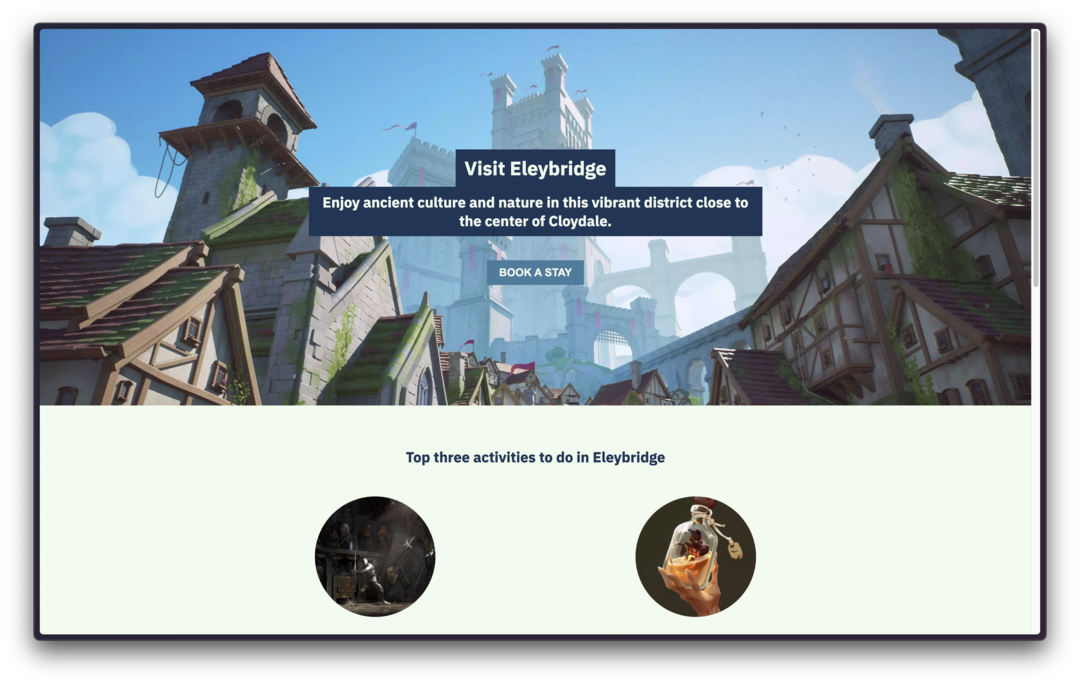 Visit Eleybridge
Enjoy ancient culture and nature in this vibrant district close to
the center of Cloydale.
BOOK A STAY
Top three activities to do in Eleybridge